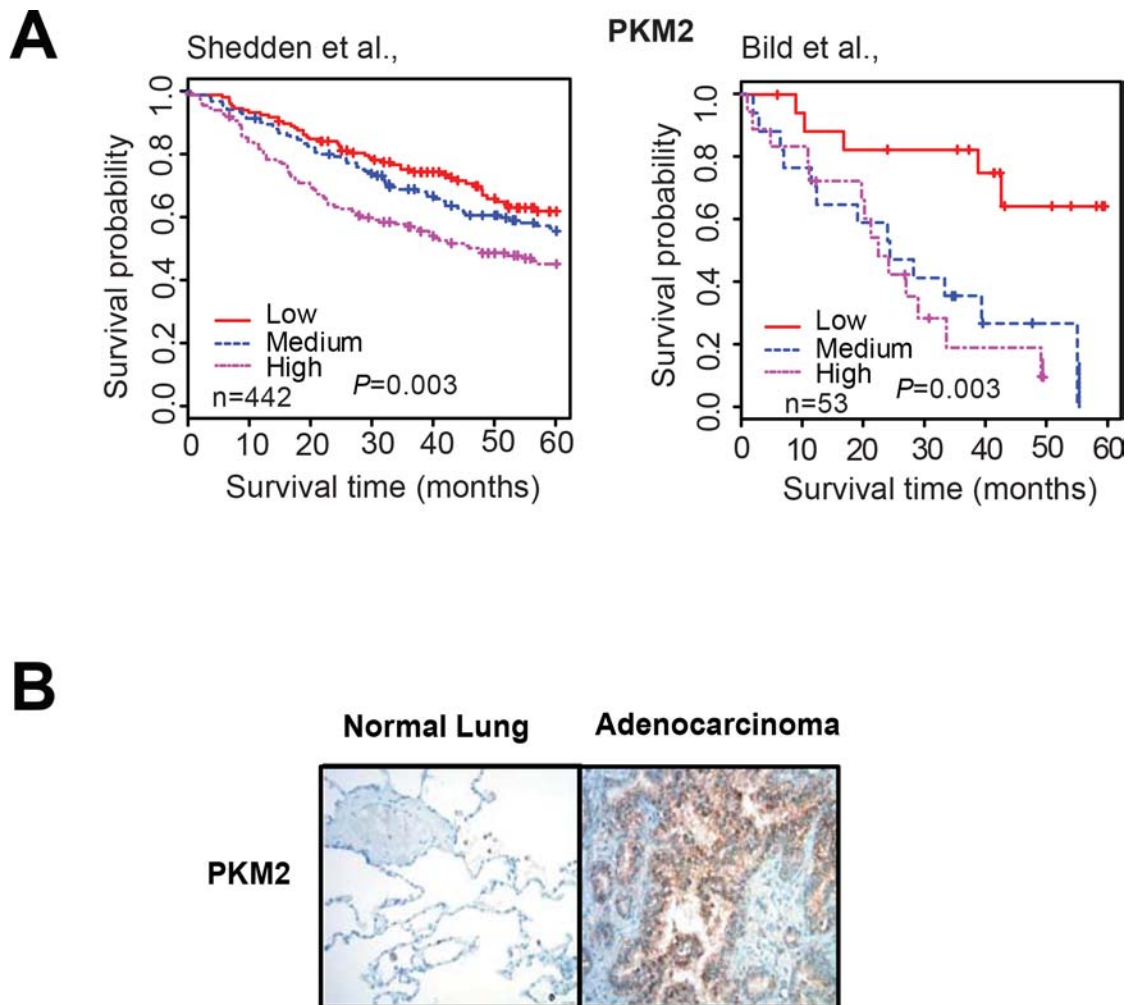 A
Shedden et al.,
Survival probability
1.0
0.8
0.6
0.4
0.2
0.0
Low
Medium
High
n=442
P=0.003
0 10 20 30 40 50 60
Survival time (months)
PKM2
Bild et al.,
Survival probability
1.0
0.8
0.6
0.4
0.2
0.0
Low
Medium
High
n=53
P=0.003
0 10 20 30 40 50 60
Survival time (months)
B
Normal Lung
Adenocarcinoma
PKM2